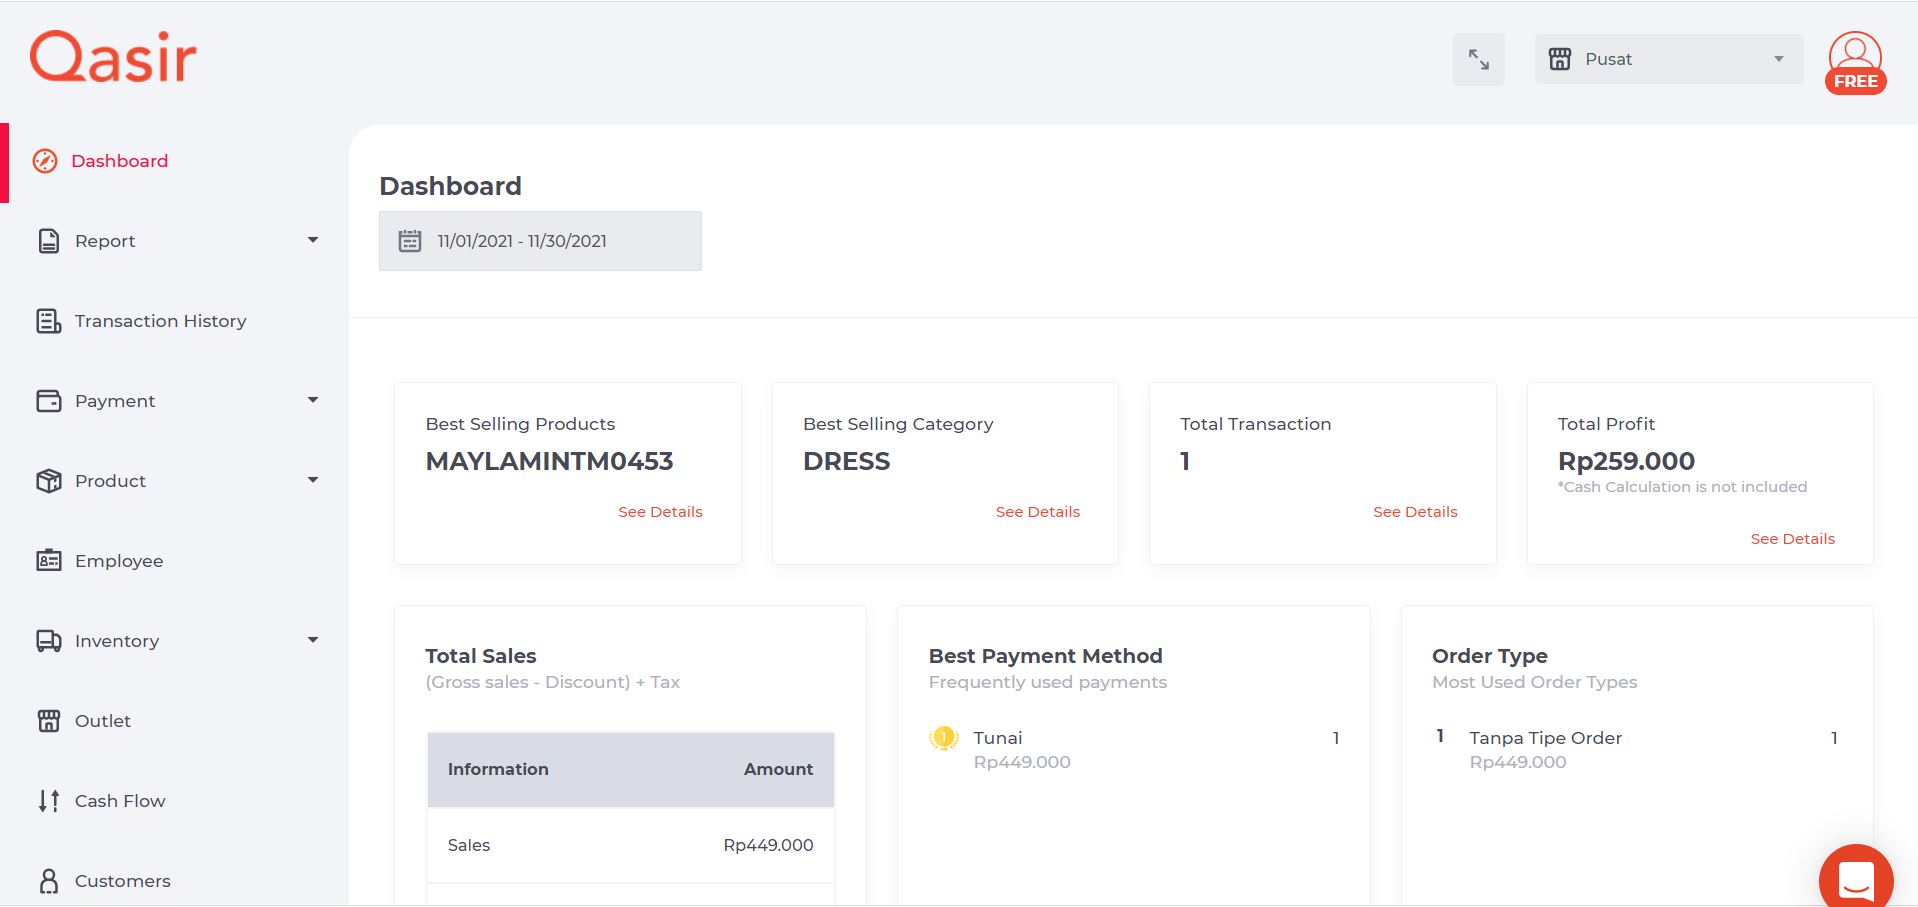 Qasir
Pusat
FREE
Dashboard
Report
Transaction History
Payment
Product
Employee
Inventory
Outlet
Cash Flow
Customers
Dashboard
11/01/2021 - 11/30/2021
Best Selling Products
MAYLAMINTM0453
See Details
Best Selling Category
DRESS
See Details
Total Transaction
1
See Details
Total Profit
Rp259.000
*Cash Calculation is not included
See Details
Total Sales
(Gross sales - Discount) + Tax
Information Amount
Sales Rp449.000
Best Payment Method
Frequently used payments
1 Tunai 1
Rp449.000
Order Type
Most Used Order Types
1 Tanpa Tipe Order 1
Rp449.000